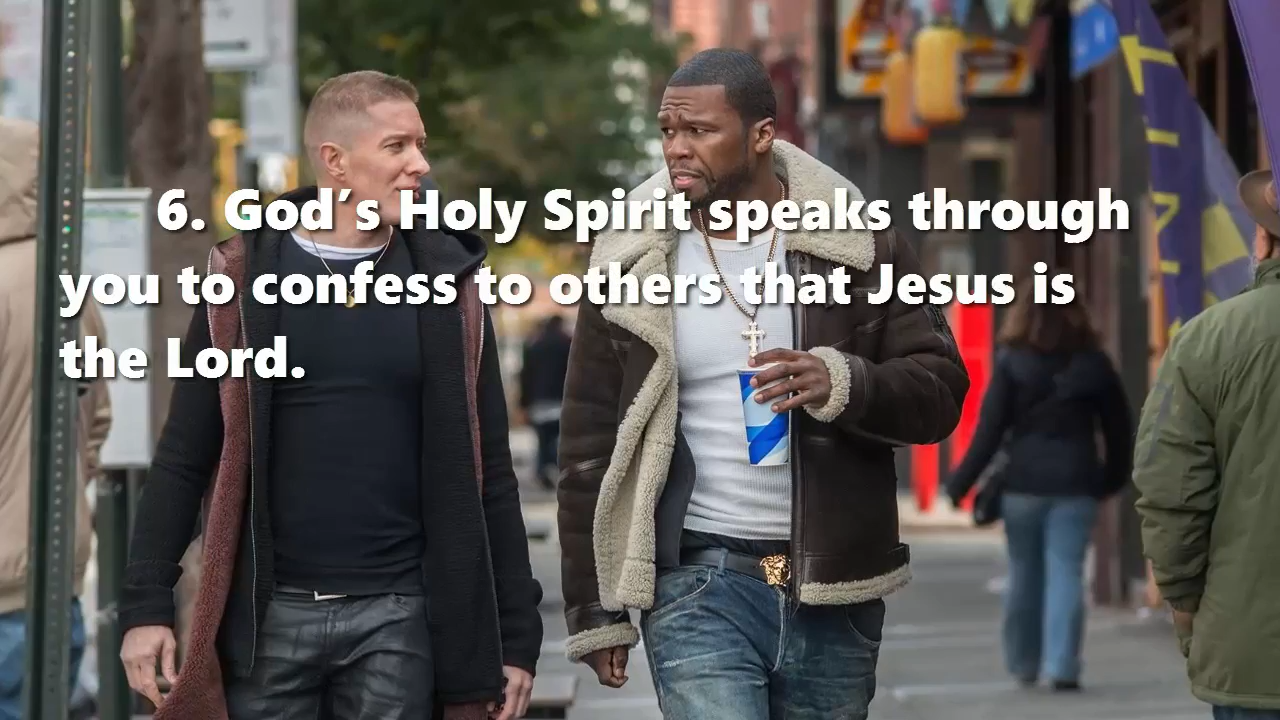 6. God′s Holy Spirit speaks through
you to confess to others that Jesus is
the Lord.